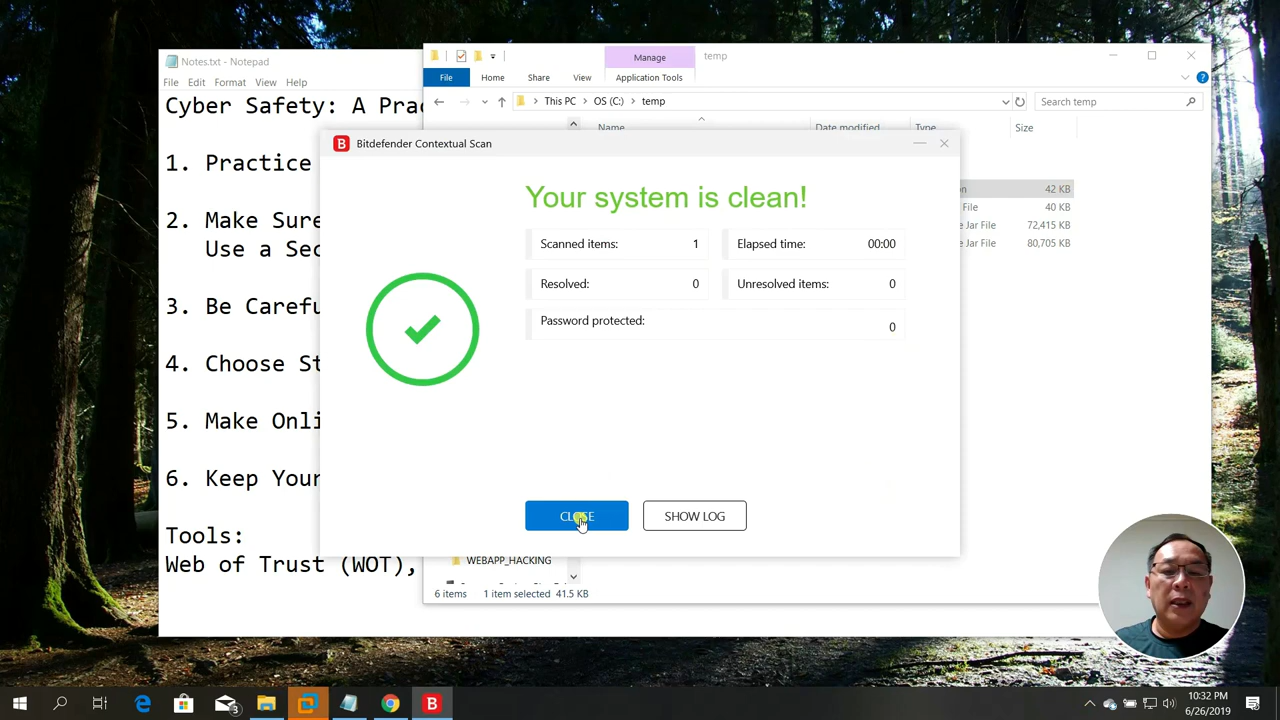 Notes.txt - Notepad
File Edit Format View Help
Cyber Safety: A Prac
1. Practice
2. Make Sure
Use a Sec
3. Be Carefu
4. Choose St
5. Make Onli
6. Keep Your
Tools:
Web of Trust (WOT),
Manage
temp
File Home Share View Application Tools
This PC OS (C:) temp
Search temp
Name Date modified Type Size
on 42 KB
File 40 KB
e Jar File 72,415 KB
e Jar File 80,705 KB
B Bitdefender Contextual Scan
Your system is clean!
Scanned items: 1 Elapsed time: 00:00
Resolved: 0 Unresolved items: 0
Password protected: 0
CLOSE SHOW LOG
WEBAPP_HACKING
6 items 1 item selected 41.5 KB
3
B
10:32 PM
6/26/2019